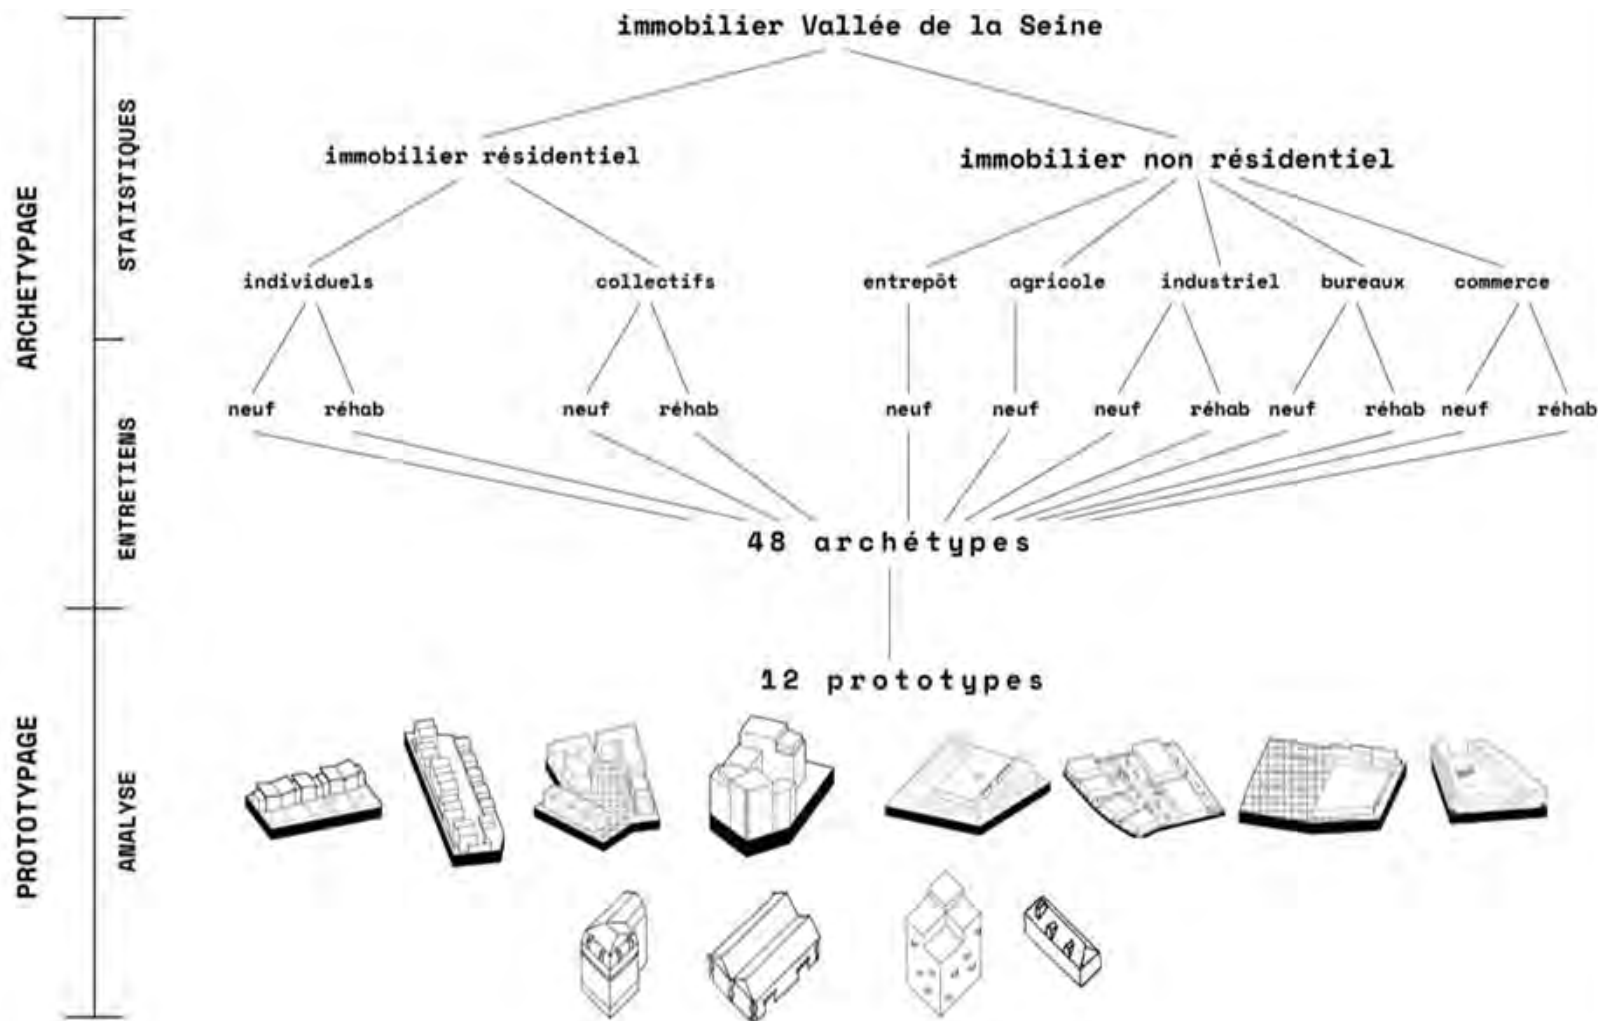 immobilier Vallée de la Seine
immobilier résidentiel
immobilier non résidentiel
individuels
collectifs
entrepôt
agricole
industriel
bureaux
commerce
neuf
réhab
neuf
réhab
neuf
neuf
neuf
réhab
neuf
réhab
neuf
réhab
48 archétypes
12 prototypes
ARCHETYPAGE
STATISTIQUES
ENTRETIENS
PROTOTYPAGE
ANALYSE